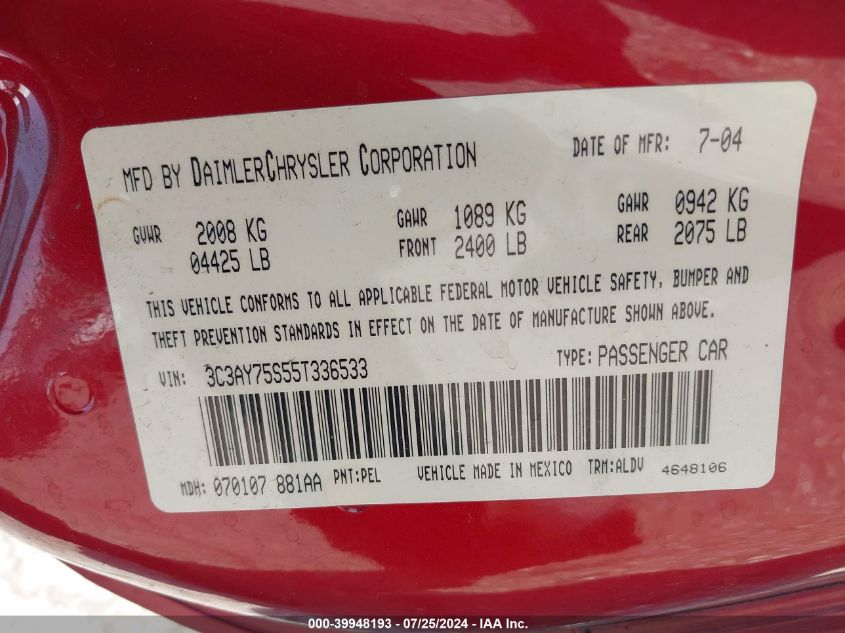 MFD BY DAIMLERCHRYSLER CORPORATION DATE OF MFR: 7-04
GVWR 2008 KG GAWR 1089 KG GAWR 0942 KG
04425 LB FRONT 2400 LB REAR 2075 LB
THIS VEHICLE CONFORMS TO ALL APPLICABLE FEDERAL MOTOR VEHICLE SAFETY, BUMPER AND
THEFT PREVENTION STANDARDS IN EFFECT ON THE DATE OF MANUFACTURE SHOWN ABOVE.
VIN: 3C3AY75S55T336533 TYPE: PASSENGER CAR
MDH: 070107 881AA PNT:PEL VEHICLE MADE IN MEXICO TRM:ALDV 4648106
000-39948193 - 07/25/2024 - IAA Inc.